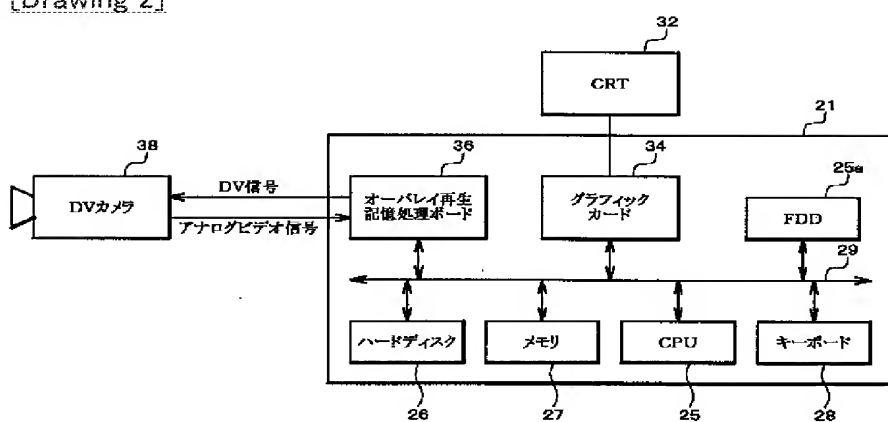 [Drawing 2]
32
CRT
21
38
36
34
25a
DVカメラ
DV信号
アナログビデオ信号
オーバレイ再生
記憶処理ボード
グラフィック
カード
FDD
29
ハードディスク
メモリ
CPU
キーボード
26
27
25
28